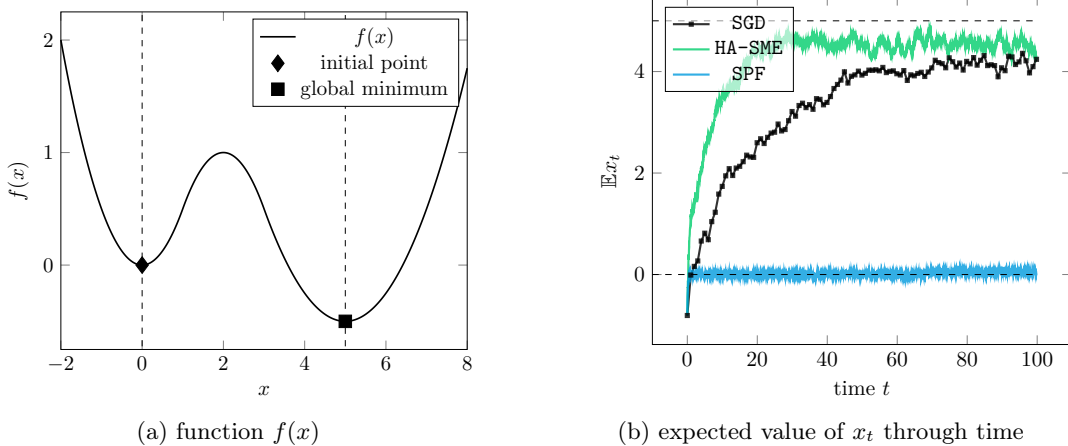 f(x)
initial point
global minimum
2
1
0
f(x)
−2
0
2
4
6
8
x
(a) function f(x)
SGD
HA-SME
SPF
4
2
0
𝔼x_t
0
20
40
60
80
100
time t
(b) expected value of x_t through time